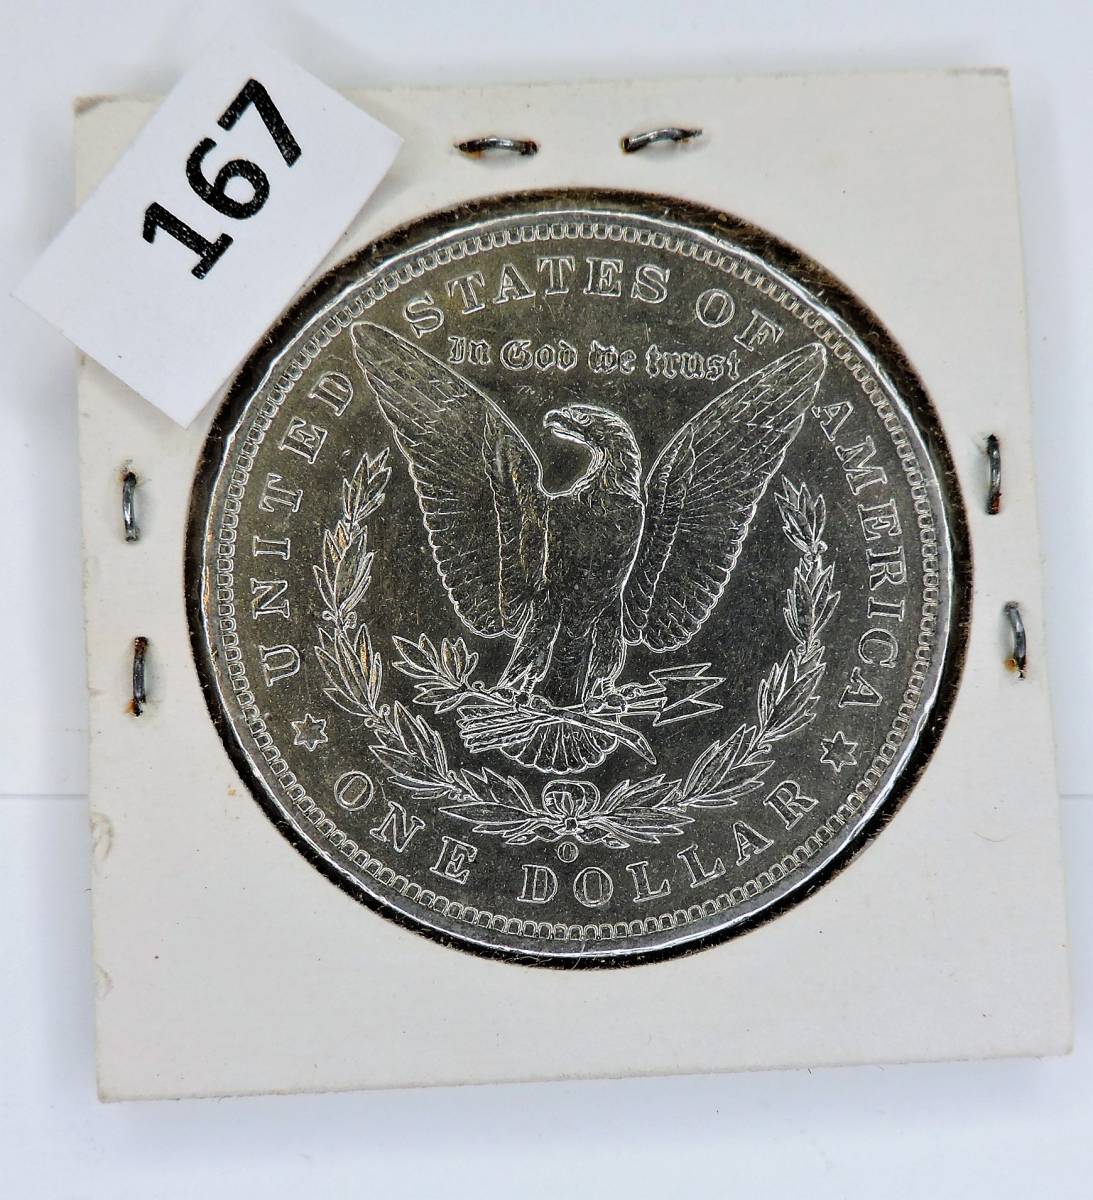 167
UNITED STATES OF AMERICA
In God we trust
O
ONE DOLLAR